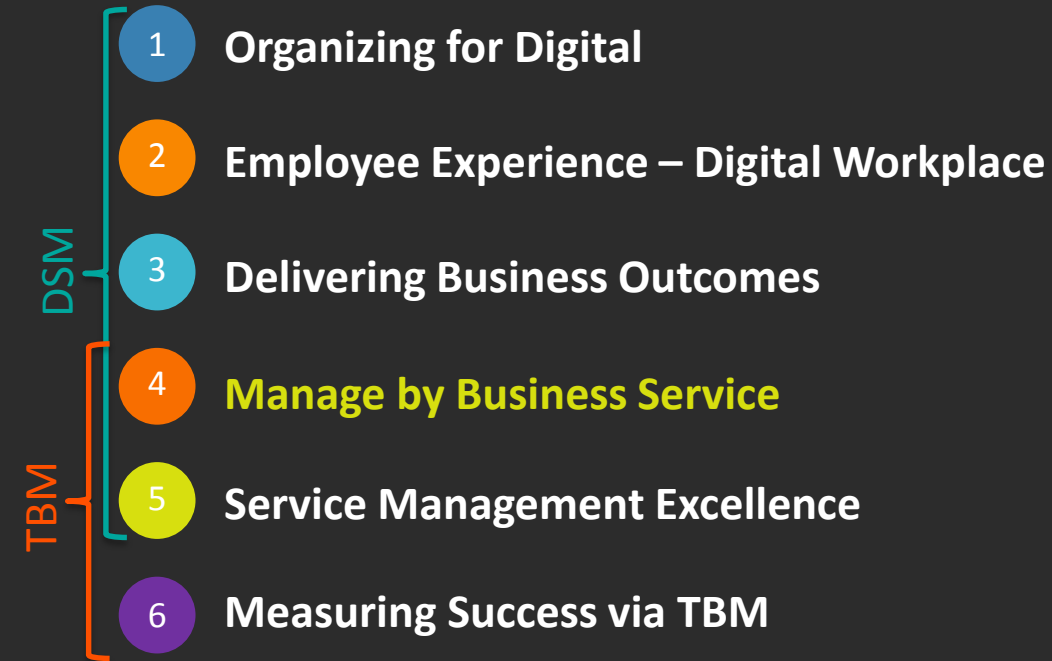 1 Organizing for Digital
2 Employee Experience – Digital Workplace
DSM
3 Delivering Business Outcomes
4 Manage by Business Service
TBM
5 Service Management Excellence
6 Measuring Success via TBM